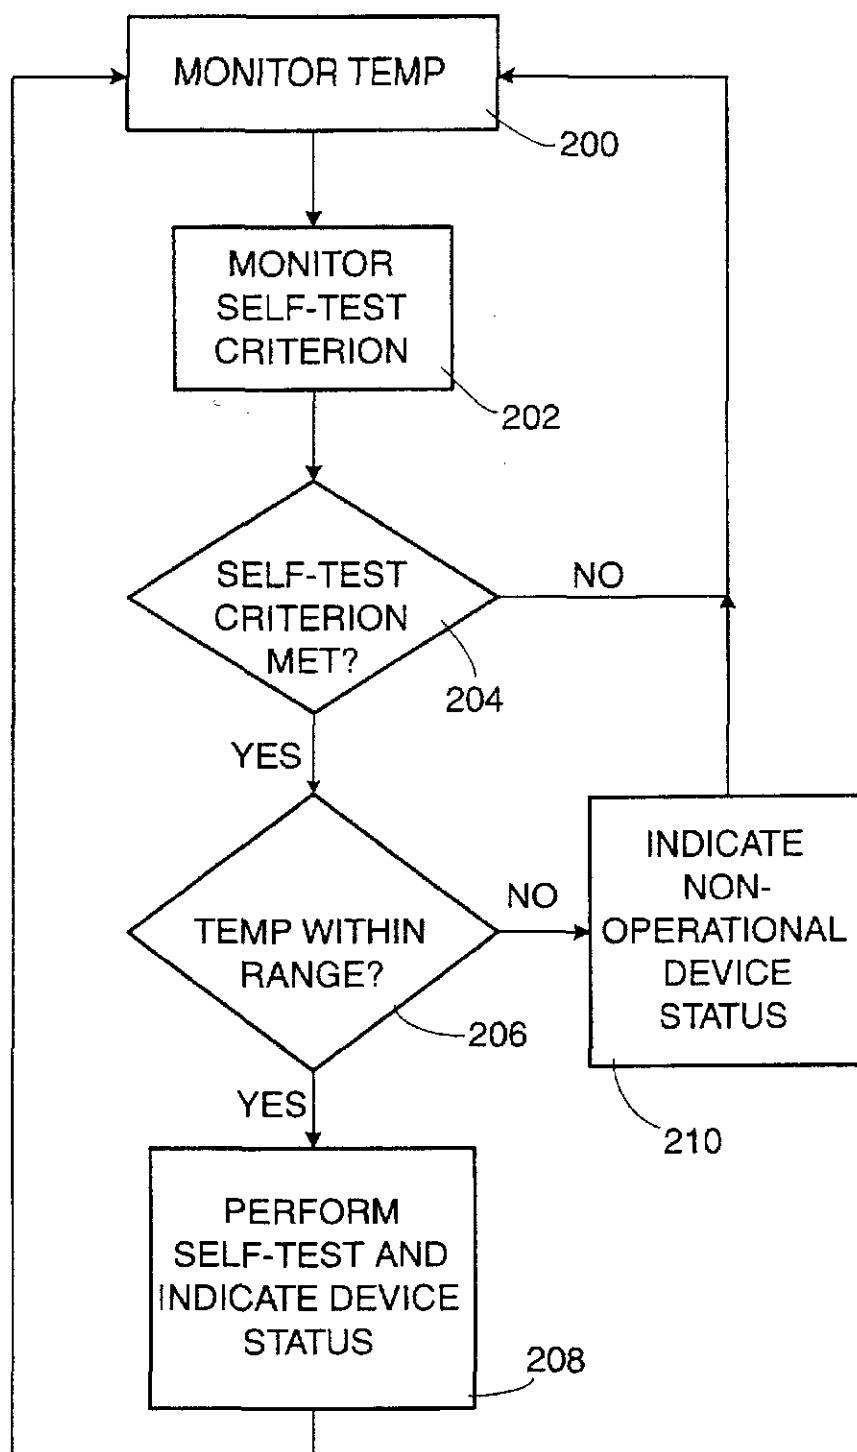 MONITOR TEMP
200
MONITOR
SELF-TEST
CRITERION
202
SELF-TEST
CRITERION
MET?
NO
204
YES
TEMP WITHIN
RANGE?
NO
206
INDICATE
NON-
OPERATIONAL
DEVICE
STATUS
210
YES
PERFORM
SELF-TEST AND
INDICATE DEVICE
STATUS
208